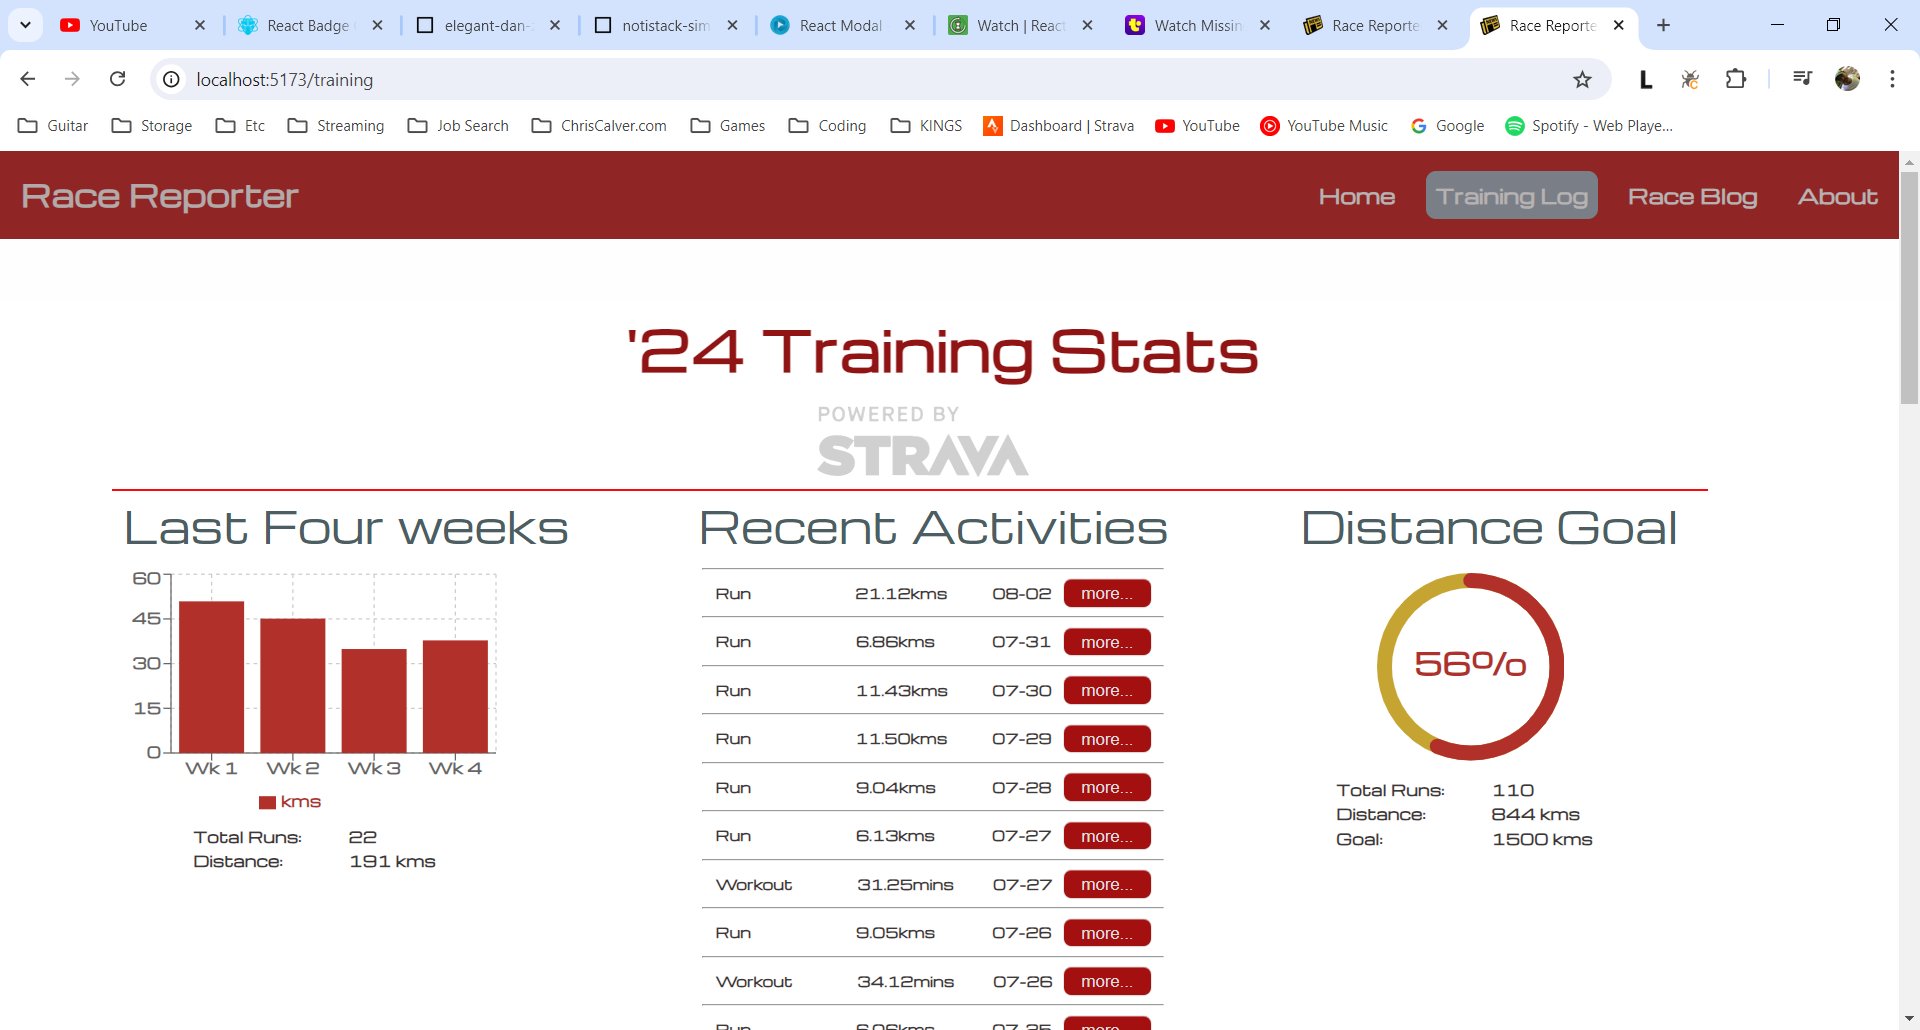 YouTube
React Badge
elegant-dan-
notistack-sim
React Modal
Watch | React
Watch Missin
Race Reporte
Race Reporte
localhost:5173/training
Guitar
Storage
Etc
Streaming
Job Search
ChrisCalver.com
Games
Coding
KINGS
Dashboard | Strava
YouTube
YouTube Music
Google
Spotify - Web Playe...
Race Reporter
Home
Training Log
Race Blog
About
'24 Training Stats
POWERED BY
STRAVA
Last Four weeks
60
45
30
15
0
Wk 1
Wk 2
Wk 3
Wk 4
kms
Total Runs: 22
Distance: 191 kms
Recent Activities
Run 21.12kms 08-02 more...
Run 6.86kms 07-31 more...
Run 11.43kms 07-30 more...
Run 11.50kms 07-29 more...
Run 9.04kms 07-28 more...
Run 6.13kms 07-27 more...
Workout 31.25mins 07-27 more...
Run 9.05kms 07-26 more...
Workout 34.12mins 07-26 more...
Distance Goal
56%
Total Runs: 110
Distance: 844 kms
Goal: 1500 kms